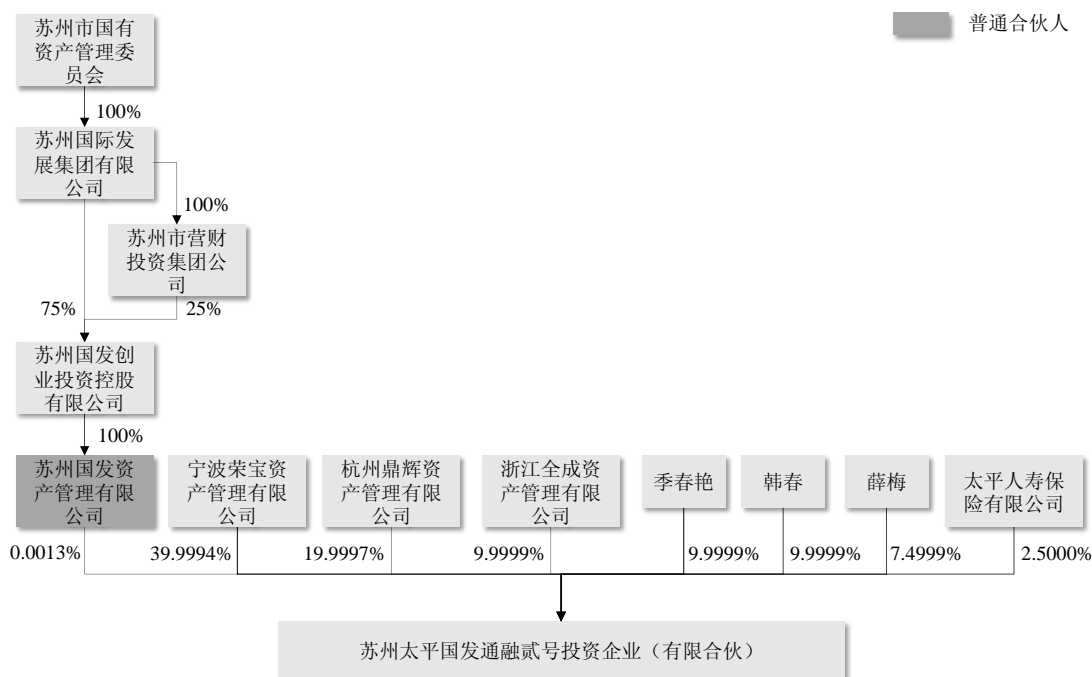 苏州市国有
资产管理委
员会
普通合伙人
100%
苏州国际发
展集团有限
公司
100%
苏州市营财
投资集团公
司
75%
25%
苏州国发创
业投资控股
有限公司
100%
苏州国发资
产管理有限
公司
宁波荣宝资
产管理有限
公司
杭州鼎辉资
产管理有限
公司
浙江全成资
产管理有限
公司
季春艳
韩春
薛梅
太平人寿保
险有限公司
0.0013%
39.9994%
19.9997%
9.9999%
9.9999%
9.9999%
7.4999%
2.5000%
苏州太平国发通融贰号投资企业（有限合伙）